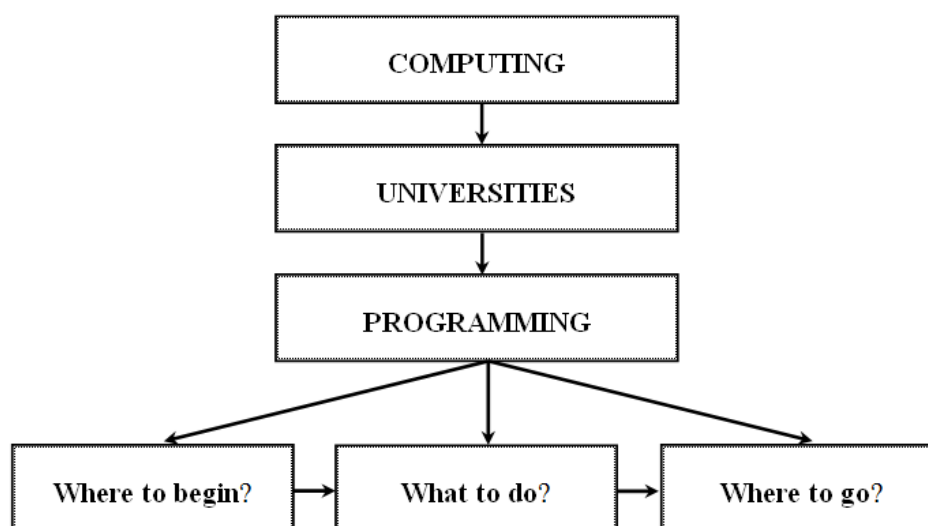 COMPUTING
UNIVERSITIES
PROGRAMMING
Where to begin?
What to do?
Where to go?